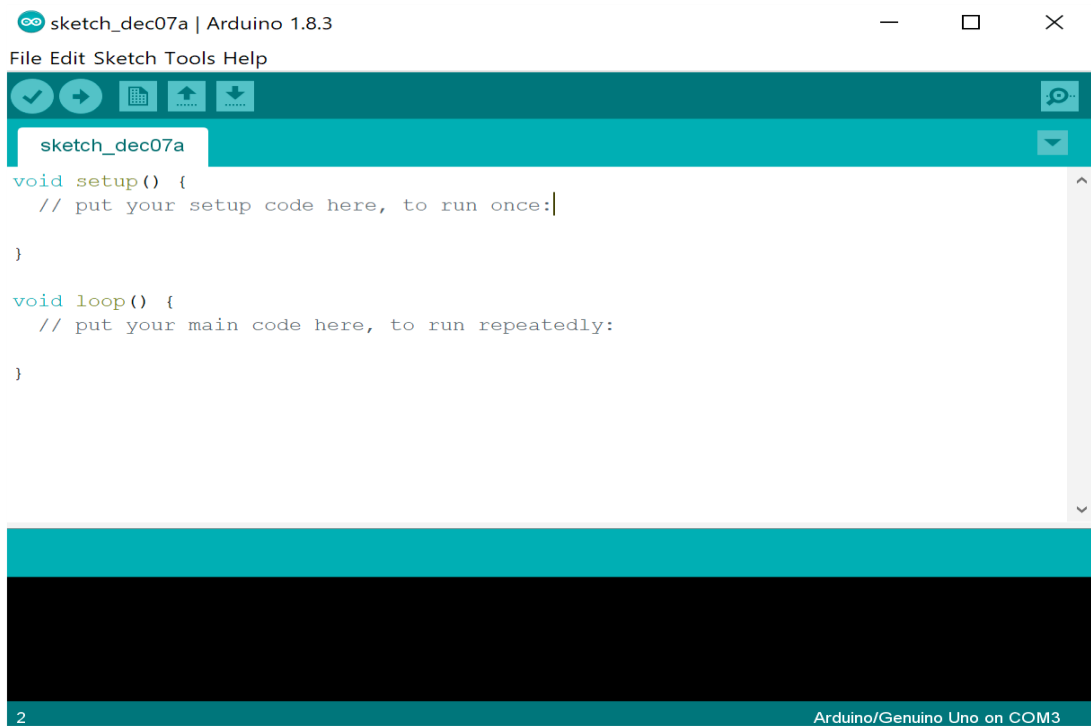 sketch_dec07a | Arduino 1.8.3
File Edit Sketch Tools Help
sketch_dec07a
void setup() {
  // put your setup code here, to run once:
}
void loop() {
  // put your main code here, to run repeatedly:
}
2 Arduino/Genuino Uno on COM3